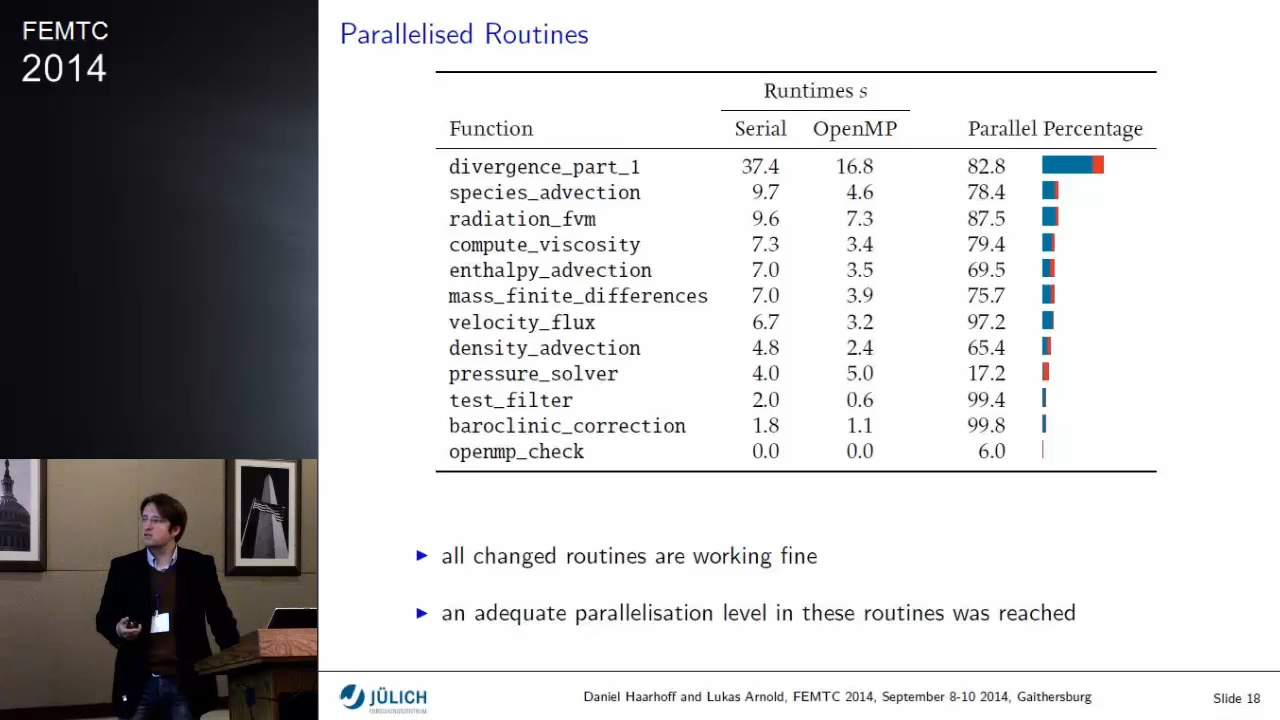 FEMTC
2014
Parallelised Routines
Runtimes s
Function Serial OpenMP Parallel Percentage
divergence_part_1 37.4 16.8 82.8
species_advection 9.7 4.6 78.4
radiation_fvm 9.6 7.3 87.5
compute_viscosity 7.3 3.4 79.4
enthalpy_advection 7.0 3.5 69.5
mass_finite_differences 7.0 3.9 75.7
velocity_flux 6.7 3.2 97.2
density_advection 4.8 2.4 65.4
pressure_solver 4.0 5.0 17.2
test_filter 2.0 0.6 99.4
baroclinic_correction 1.8 1.1 99.8
openmp_check 0.0 0.0 6.0
▶ all changed routines are working fine
▶ an adequate parallelisation level in these routines was reached
JÜLICH
FORSCHUNGSZENTRUM
Daniel Haarhoff and Lukas Arnold, FEMTC 2014, September 8-10 2014, Gaithersburg
Slide 18